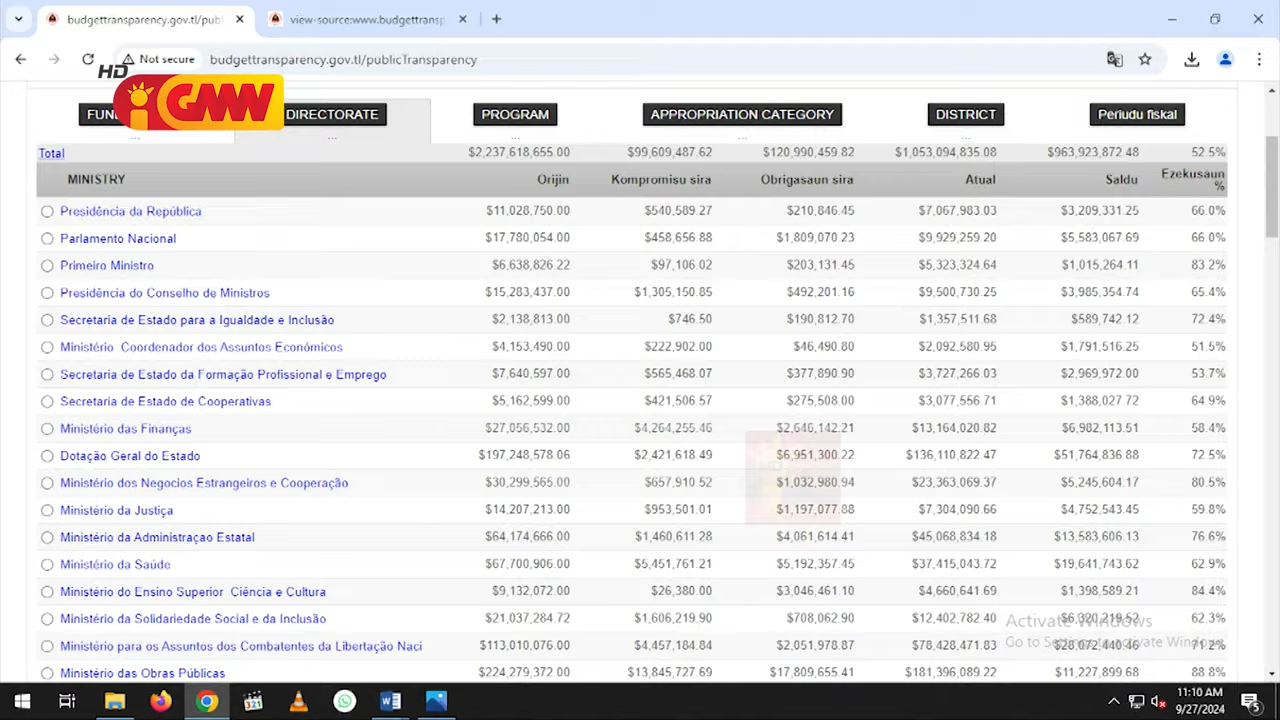 budgettransparency.gov.tl/publ
view-source:www.budgettransp
Not secure budgettransparency.gov.tl/publicTransparency
HD
GMN
DIRECTORATE PROGRAM APPROPRIATION CATEGORY DISTRICT Periudu fiskal
... ... ... ... ...
Total $2,237,618,655.00 $99,609,487.62 $120,990,459.82 $1,053,094,835.08 $963,923,872.48 52.5%
MINISTRY Orijin Kompromisu sira Obrigasaun sira Atual Saldu Ezekusaun %
Presidência da República $11,028,750.00 $540,589.27 $210,846.45 $7,067,983.03 $3,209,331.25 66.0%
Parlamento Nacional $17,780,054.00 $458,656.88 $1,809,070.23 $9,929,259.20 $5,583,067.69 66.0%
Primeiro Ministro $6,638,826.22 $97,106.02 $203,131.45 $5,323,324.64 $1,015,264.11 83.2%
Presidência do Conselho de Ministros $15,283,437.00 $1,305,150.85 $492,201.16 $9,500,730.25 $3,985,354.74 65.4%
Secretaria de Estado para a Igualdade e Inclusão $2,138,813.00 $746.50 $190,812.70 $1,357,511.68 $589,742.12 72.4%
Ministério Coordenador dos Assuntos Económicos $4,153,490.00 $222,902.00 $46,490.80 $2,092,580.95 $1,791,516.25 51.5%
Secretaria de Estado da Formação Profissional e Emprego $7,640,597.00 $565,468.07 $377,890.90 $3,727,266.03 $2,969,972.00 53.7%
Secretaria de Estado de Cooperativas $5,162,599.00 $421,506.57 $275,508.00 $3,077,556.71 $1,388,027.72 64.9%
Ministério das Finanças $27,056,532.00 $4,264,255.46 $2,646,142.21 $13,164,020.82 $6,982,113.51 58.4%
Dotação Geral do Estado $197,248,578.06 $2,421,618.49 $6,951,300.22 $136,110,822.47 $51,764,836.88 72.5%
Ministério dos Negocios Estrangeiros e Cooperação $30,299,565.00 $657,910.52 $1,032,980.94 $23,363,069.37 $5,245,604.17 80.5%
Ministério da Justiça $14,207,213.00 $953,501.01 $1,197,077.88 $7,304,090.66 $4,752,543.45 59.8%
Ministério da Administraçao Estatal $64,174,666.00 $1,460,611.28 $4,061,614.41 $45,068,834.18 $13,583,606.13 76.6%
Ministério da Saúde $67,700,906.00 $5,451,761.21 $5,192,357.45 $37,415,043.72 $19,641,743.62 62.9%
Ministério do Ensino Superior Ciência e Cultura $9,132,072.00 $26,380.00 $3,046,461.10 $4,660,641.69 $1,398,589.21 84.4%
Ministério da Solidariedade Social e da Inclusão $21,037,284.72 $1,606,219.90 $708,062.90 $12,402,782.40 $6,320,219.52 62.3%
Ministério para os Assuntos dos Combatentes da Libertação Naci $113,010,076.00 $4,457,184.84 $2,051,978.87 $78,428,471.83 $28,072,440.46 71.2%
Ministério das Obras Públicas $224,279,372.00 $13,845,727.69 $17,809,655.41 $181,396,089.22 $11,227,899.68 88.8%
Activate Windows
Go to Settings to activate Windows.
321
11:10 AM
9/27/2024
5